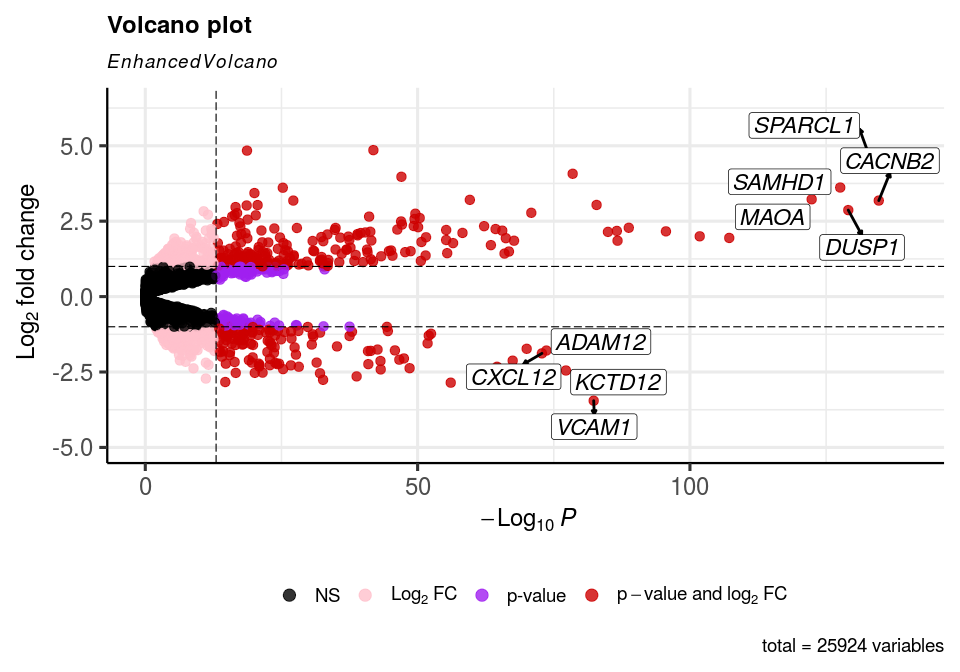 Volcano plot
EnhancedVolcano
Log2 fold change
5.0
2.5
0.0
-2.5
-5.0
SPARCL1
CACNB2
SAMHD1
MAOA
DUSP1
ADAM12
CXCL12
KCTD12
VCAM1
0
50
100
−Log10 P
NS
Log2 FC
p-value
p−value and log2 FC
total = 25924 variables